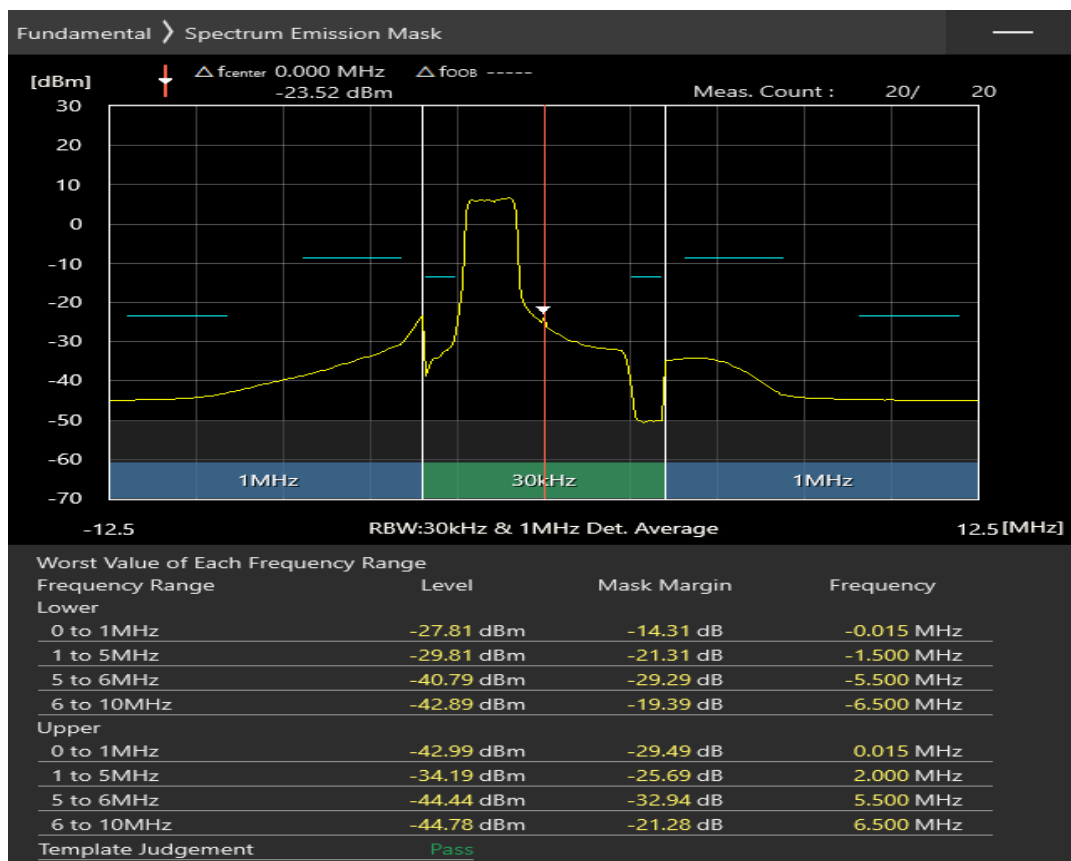 Fundamental ❯ Spectrum Emission Mask
△ fcenter 0.000 MHz △ fOOB -----
[dBm] -23.52 dBm Meas. Count : 20/ 20
30
20
10
0
-10
-20
-30
-40
-50
-60
1MHz 30kHz 1MHz
-70
-12.5 RBW:30kHz & 1MHz Det. Average 12.5 [MHz]
Worst Value of Each Frequency Range
Frequency Range Level Mask Margin Frequency
Lower
0 to 1MHz -27.81 dBm -14.31 dB -0.015 MHz
1 to 5MHz -29.81 dBm -21.31 dB -1.500 MHz
5 to 6MHz -40.79 dBm -29.29 dB -5.500 MHz
6 to 10MHz -42.89 dBm -19.39 dB -6.500 MHz
Upper
0 to 1MHz -42.99 dBm -29.49 dB 0.015 MHz
1 to 5MHz -34.19 dBm -25.69 dB 2.000 MHz
5 to 6MHz -44.44 dBm -32.94 dB 5.500 MHz
6 to 10MHz -44.78 dBm -21.28 dB 6.500 MHz
Template Judgement Pass